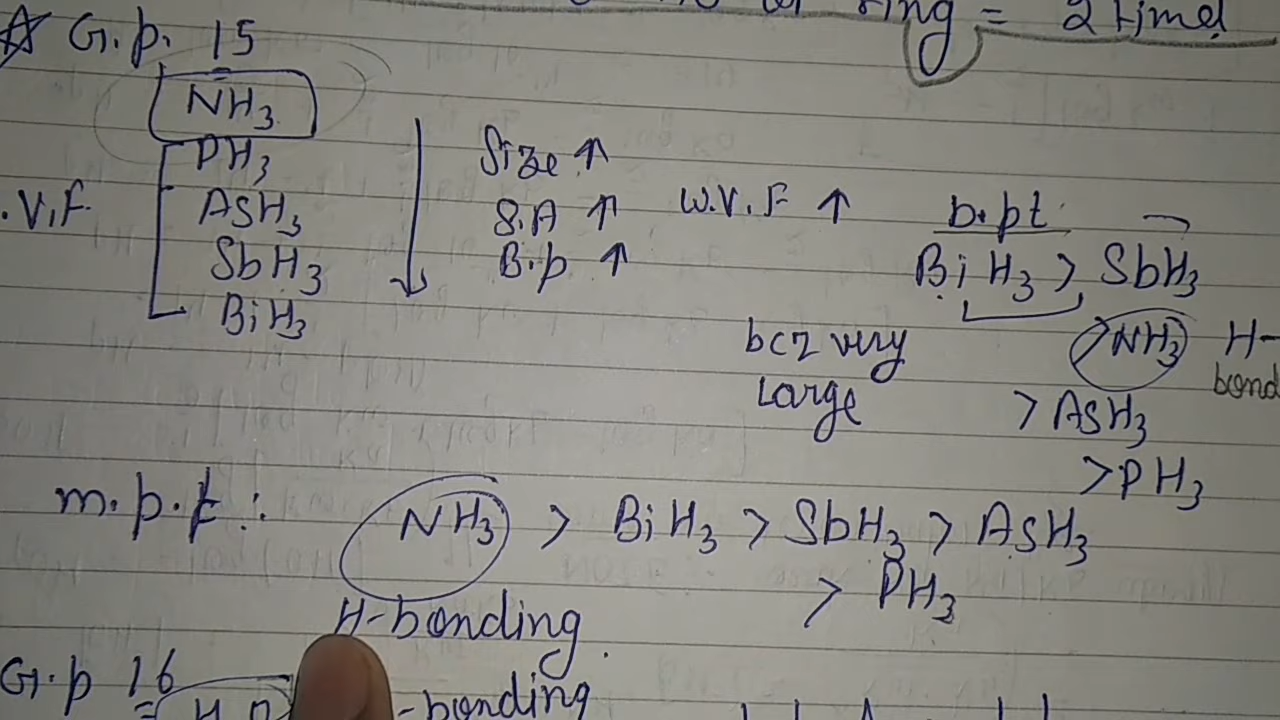 ring = 2 times
☆ G.p. 15
NH3
PH3
AsH3
SbH3
BiH3
.V.F
Size ↑
S.A ↑
B.p ↑
W.V.F ↑
b.pt
BiH3 > SbH3
> NH3 H-
bond
> AsH3
> PH3
bcz very
Large
m.p.t : NH3 > BiH3 > SbH3 > AsH3
> PH3
H-bonding.
G.p 16
-bonding